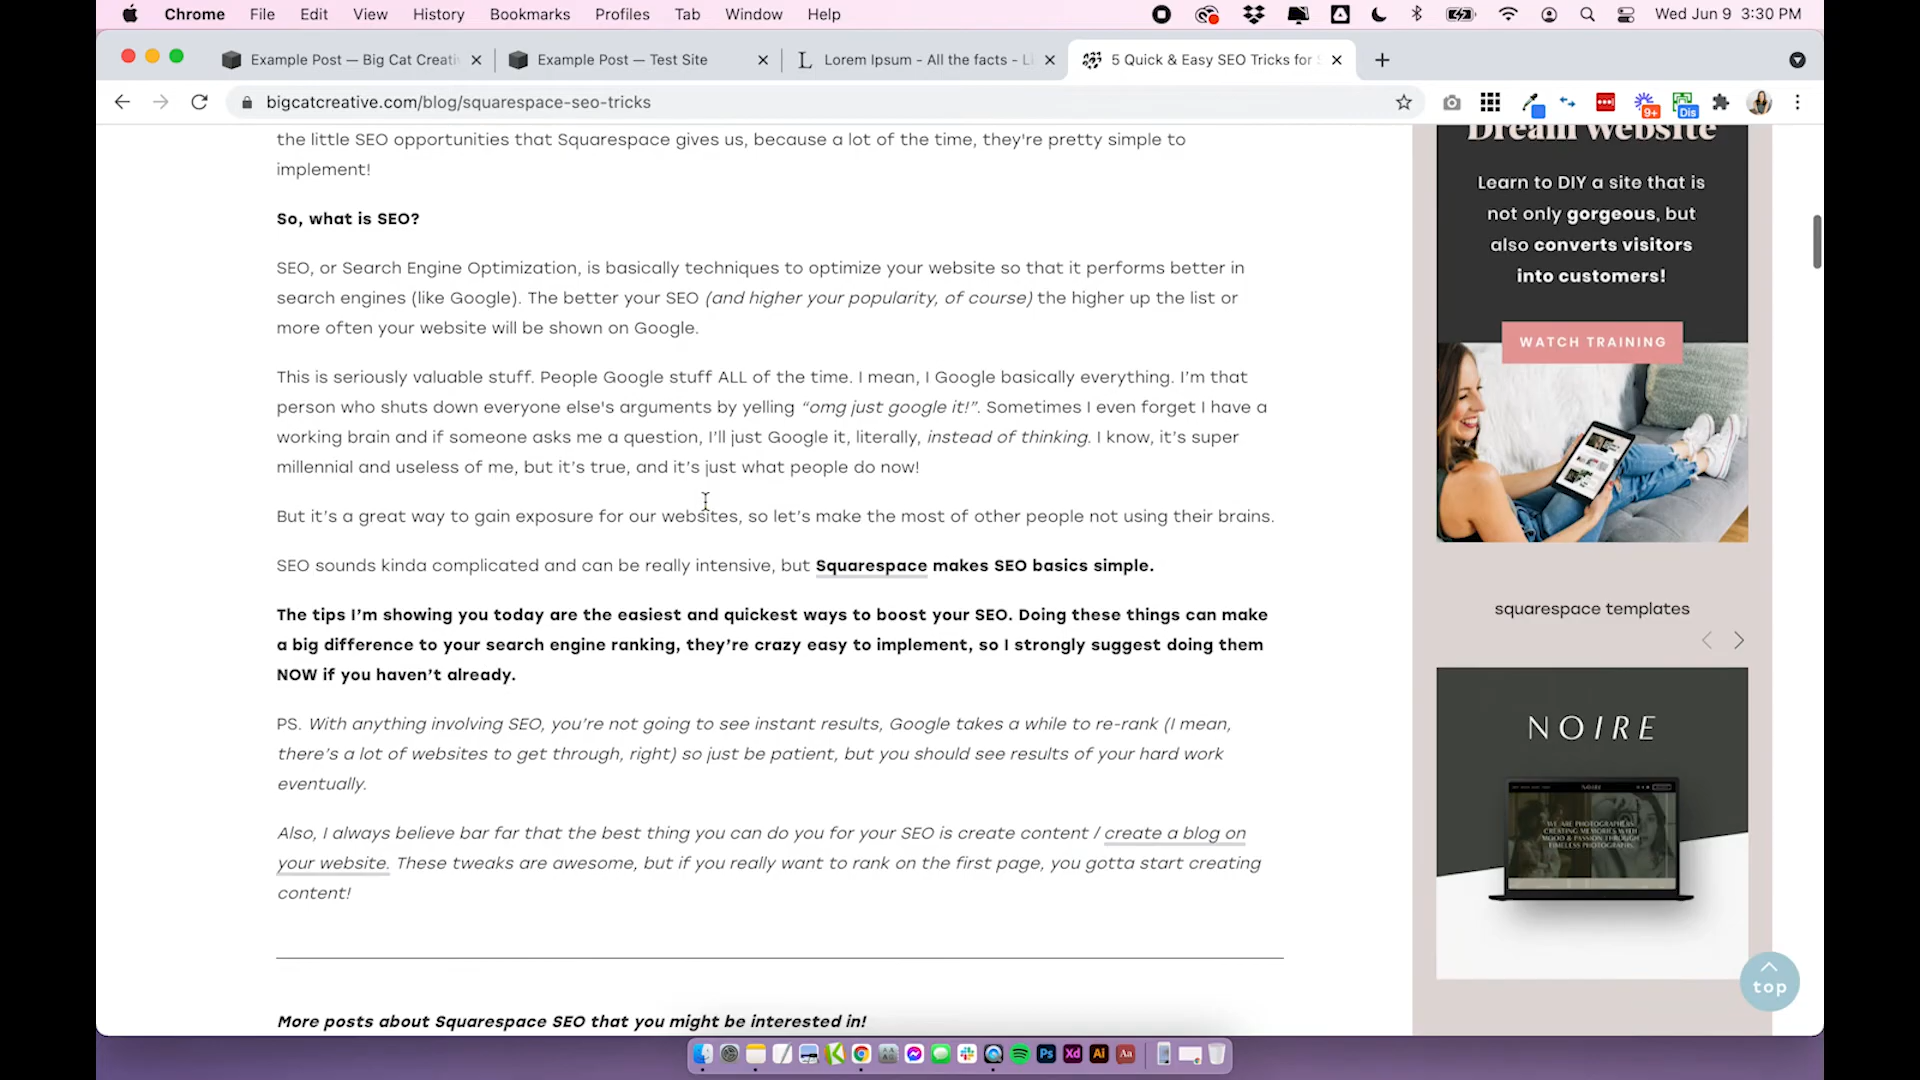 Chrome File Edit View History Bookmarks Profiles Tab Window Help Wed Jun 9 3:30 PM
Example Post — Big Cat Creati Example Post — Test Site Lorem Ipsum - All the facts - Li 5 Quick & Easy SEO Tricks for S
bigcatcreative.com/blog/squarespace-seo-tricks
9+
Dis
the little SEO opportunities that Squarespace gives us, because a lot of the time, they're pretty simple to
implement!
So, what is SEO?
SEO, or Search Engine Optimization, is basically techniques to optimize your website so that it performs better in
search engines (like Google). The better your SEO (and higher your popularity, of course) the higher up the list or
more often your website will be shown on Google.
This is seriously valuable stuff. People Google stuff ALL of the time. I mean, I Google basically everything. I’m that
person who shuts down everyone else's arguments by yelling “omg just google it!”. Sometimes I even forget I have a
working brain and if someone asks me a question, I’ll just Google it, literally, instead of thinking. I know, it’s super
millennial and useless of me, but it’s true, and it’s just what people do now!
But it’s a great way to gain exposure for our websites, so let’s make the most of other people not using their brains.
SEO sounds kinda complicated and can be really intensive, but Squarespace makes SEO basics simple.
The tips I’m showing you today are the easiest and quickest ways to boost your SEO. Doing these things can make
a big difference to your search engine ranking, they’re crazy easy to implement, so I strongly suggest doing them
NOW if you haven’t already.
PS. With anything involving SEO, you’re not going to see instant results, Google takes a while to re-rank (I mean,
there’s a lot of websites to get through, right) so just be patient, but you should see results of your hard work
eventually.
Also, I always believe bar far that the best thing you can do you for your SEO is create content / create a blog on
your website. These tweaks are awesome, but if you really want to rank on the first page, you gotta start creating
content!
More posts about Squarespace SEO that you might be interested in!
Dream Website
Learn to DIY a site that is
not only gorgeous, but
also converts visitors
into customers!
WATCH TRAINING
squarespace templates
NOIRE
NOIRE
WE ARE PHOTOGRAPHERS
CREATING MEMORIES WITH
MOOD & PASSION THROUGH
TIMELESS PHOTOGRAPHS.
top
Ps Xd Ai Aa